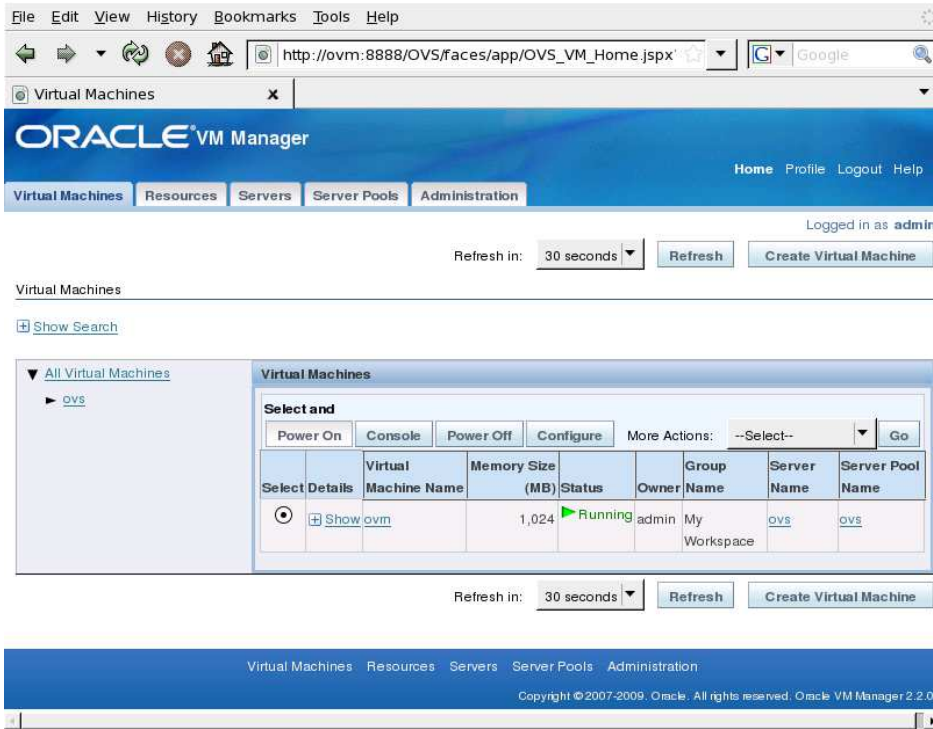 File Edit View History Bookmarks Tools Help
http://ovm:8888/OVS/faces/app/OVS_VM_Home.jspx
G Google
Virtual Machines x
ORACLE VM Manager
Home Profile Logout Help
Virtual Machines Resources Servers Server Pools Administration
Logged in as admin
Refresh in: 30 seconds Refresh Create Virtual Machine
Virtual Machines
Show Search
All Virtual Machines
ovs
Virtual Machines
Select and
Power On Console Power Off Configure More Actions: --Select-- Go
Select Details Virtual Machine Name Memory Size (MB) Status Owner Group Name Server Name Server Pool Name
Show ovm 1,024 Running admin My Workspace ovs ovs
Refresh in: 30 seconds Refresh Create Virtual Machine
Virtual Machines Resources Servers Server Pools Administration
Copyright ©2007-2009. Oracle. All rights reserved. Oracle VM Manager 2.2.0